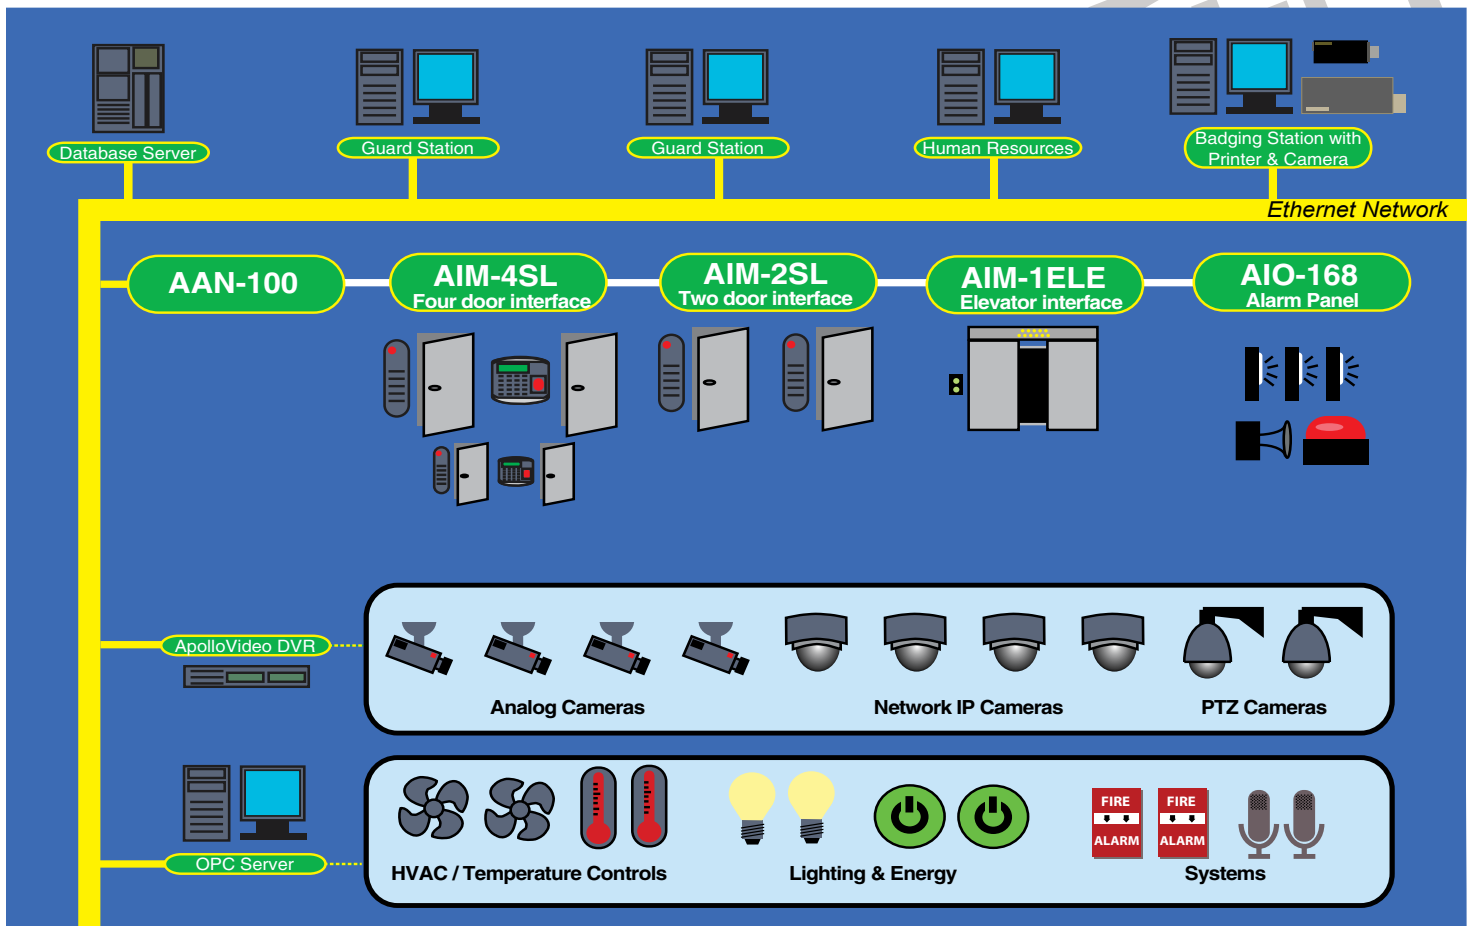 Database Server
Guard Station
Guard Station
Human Resources
Badging Station with
Printer & Camera
Ethernet Network
AAN-100
AIM-4SL
Four door interface
AIM-2SL
Two door interface
AIM-1ELE
Elevator interface
AIO-168
Alarm Panel
ApolloVideo DVR
Analog Cameras
Network IP Cameras
PTZ Cameras
OPC Server
HVAC / Temperature Controls
Lighting & Energy
FIRE
ALARM
FIRE
ALARM
Systems